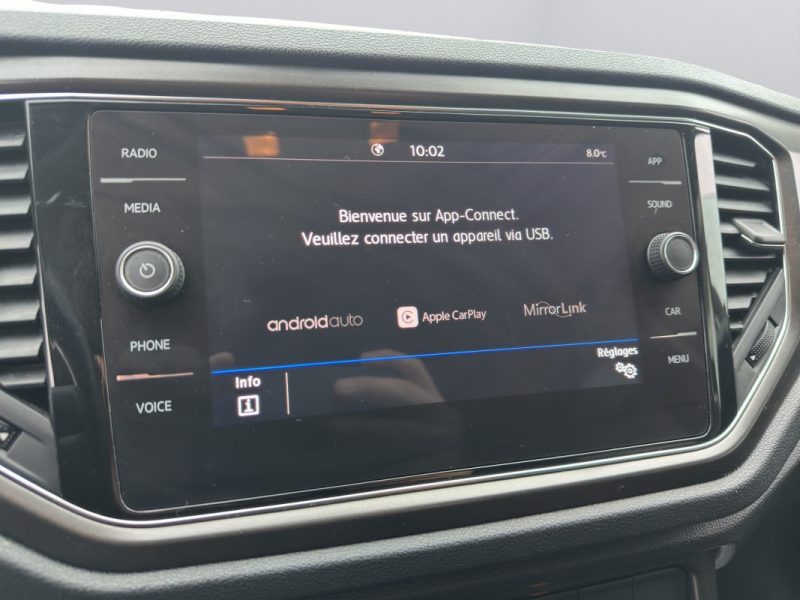 RADIO
MEDIA
PHONE
VOICE
10:02
8.0°C
Bienvenue sur App-Connect.
Veuillez connecter un appareil via USB.
androidauto
Apple CarPlay
MirrorLink
Info
i
Réglages
APP
SOUND
CAR
MENU